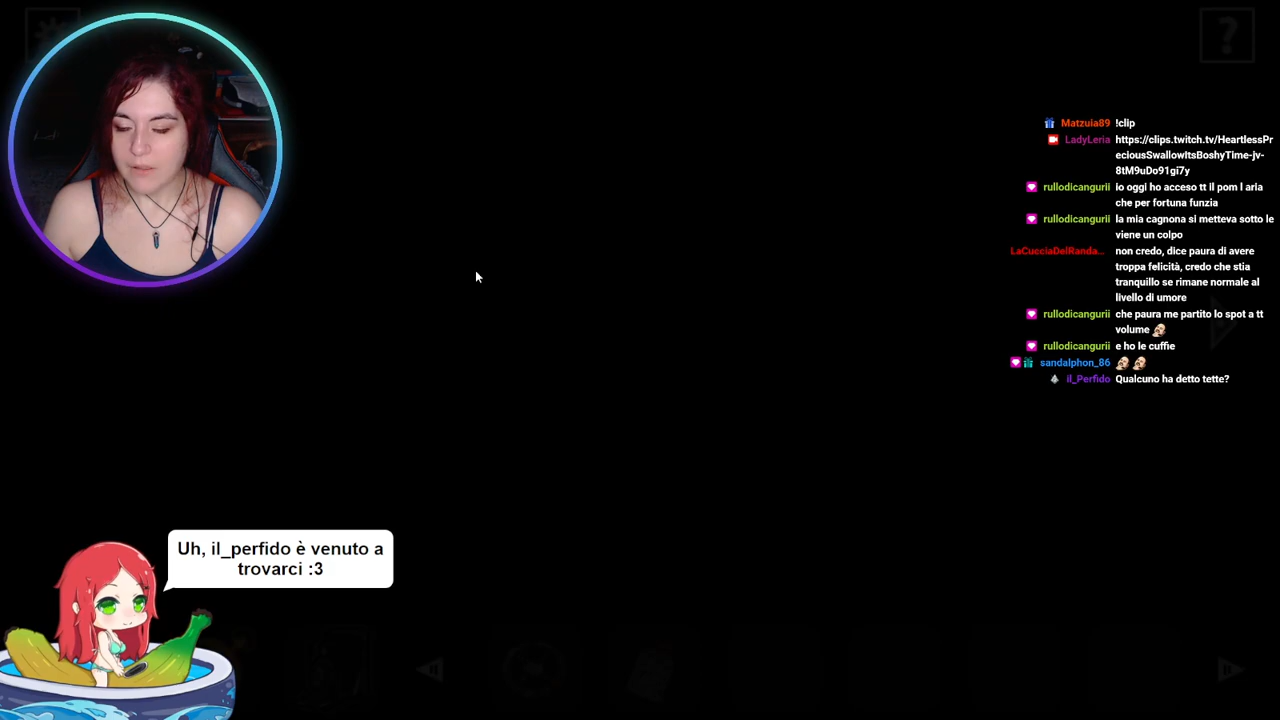 ?
Matzuia89 !clip
LadyLeria https://clips.twitch.tv/HeartlessPr
eciousSwallowItsBoshyTime-jv-
8tM9uDo91gi7y
rullodicangurii io oggi ho acceso tt il pom l aria
che per fortuna funzia
rullodicangurii la mia cagnona si metteva sotto le
viene un colpo
LaCucciaDelRanda... non credo, dice paura di avere
troppa felicità, credo che stia
tranquillo se rimane normale al
livello di umore
rullodicangurii che paura me partito lo spot a tt
volume
rullodicangurii e ho le cuffie
sandalphon_86
il_Perfido Qualcuno ha detto tette?
Uh, il_perfido è venuto a
trovarci :3